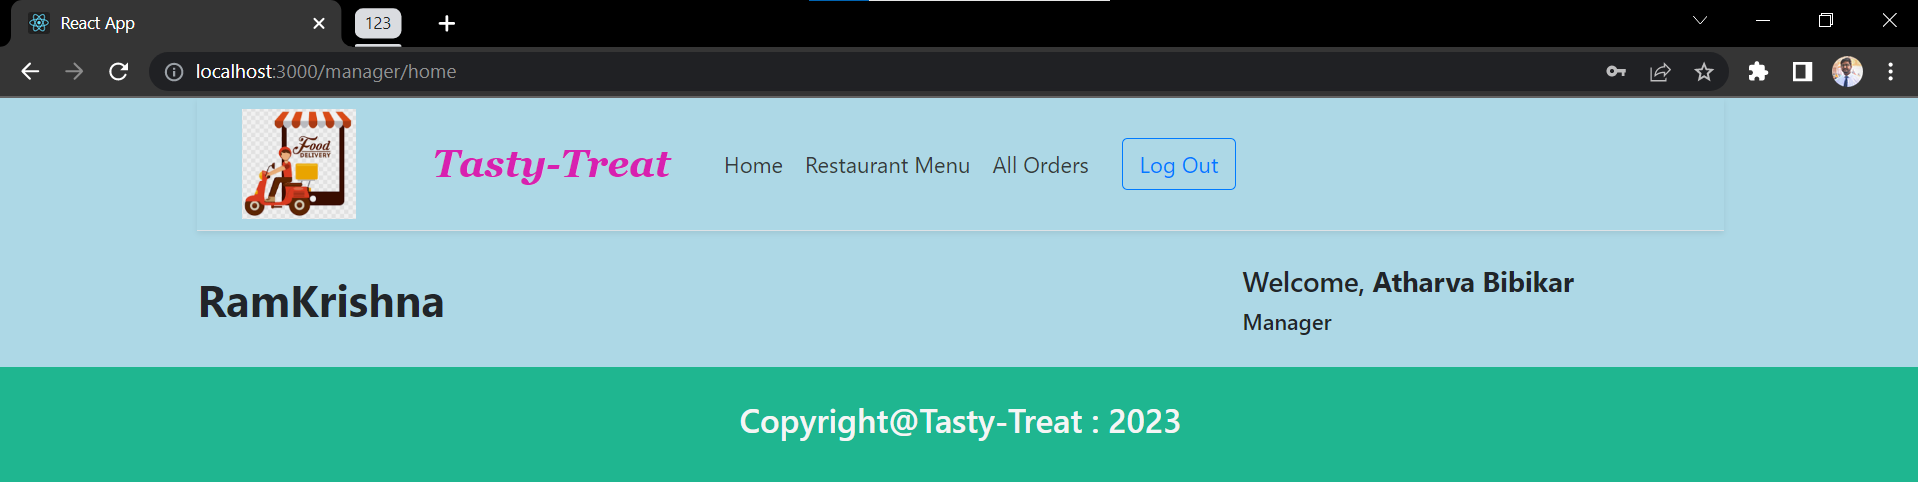 React App
123
localhost:3000/manager/home
Food
DELIVERY
Tasty-Treat
Home Restaurant Menu All Orders Log Out
RamKrishna
Welcome, Atharva Bibikar
Manager
Copyright@Tasty-Treat : 2023